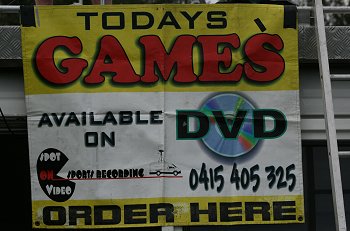 TODAYS
GAMES
AVAILABLE
ON
DVD
SPOT
ON
VIDEO
SPORTS RECORDING
0415 405 325
ORDER HERE